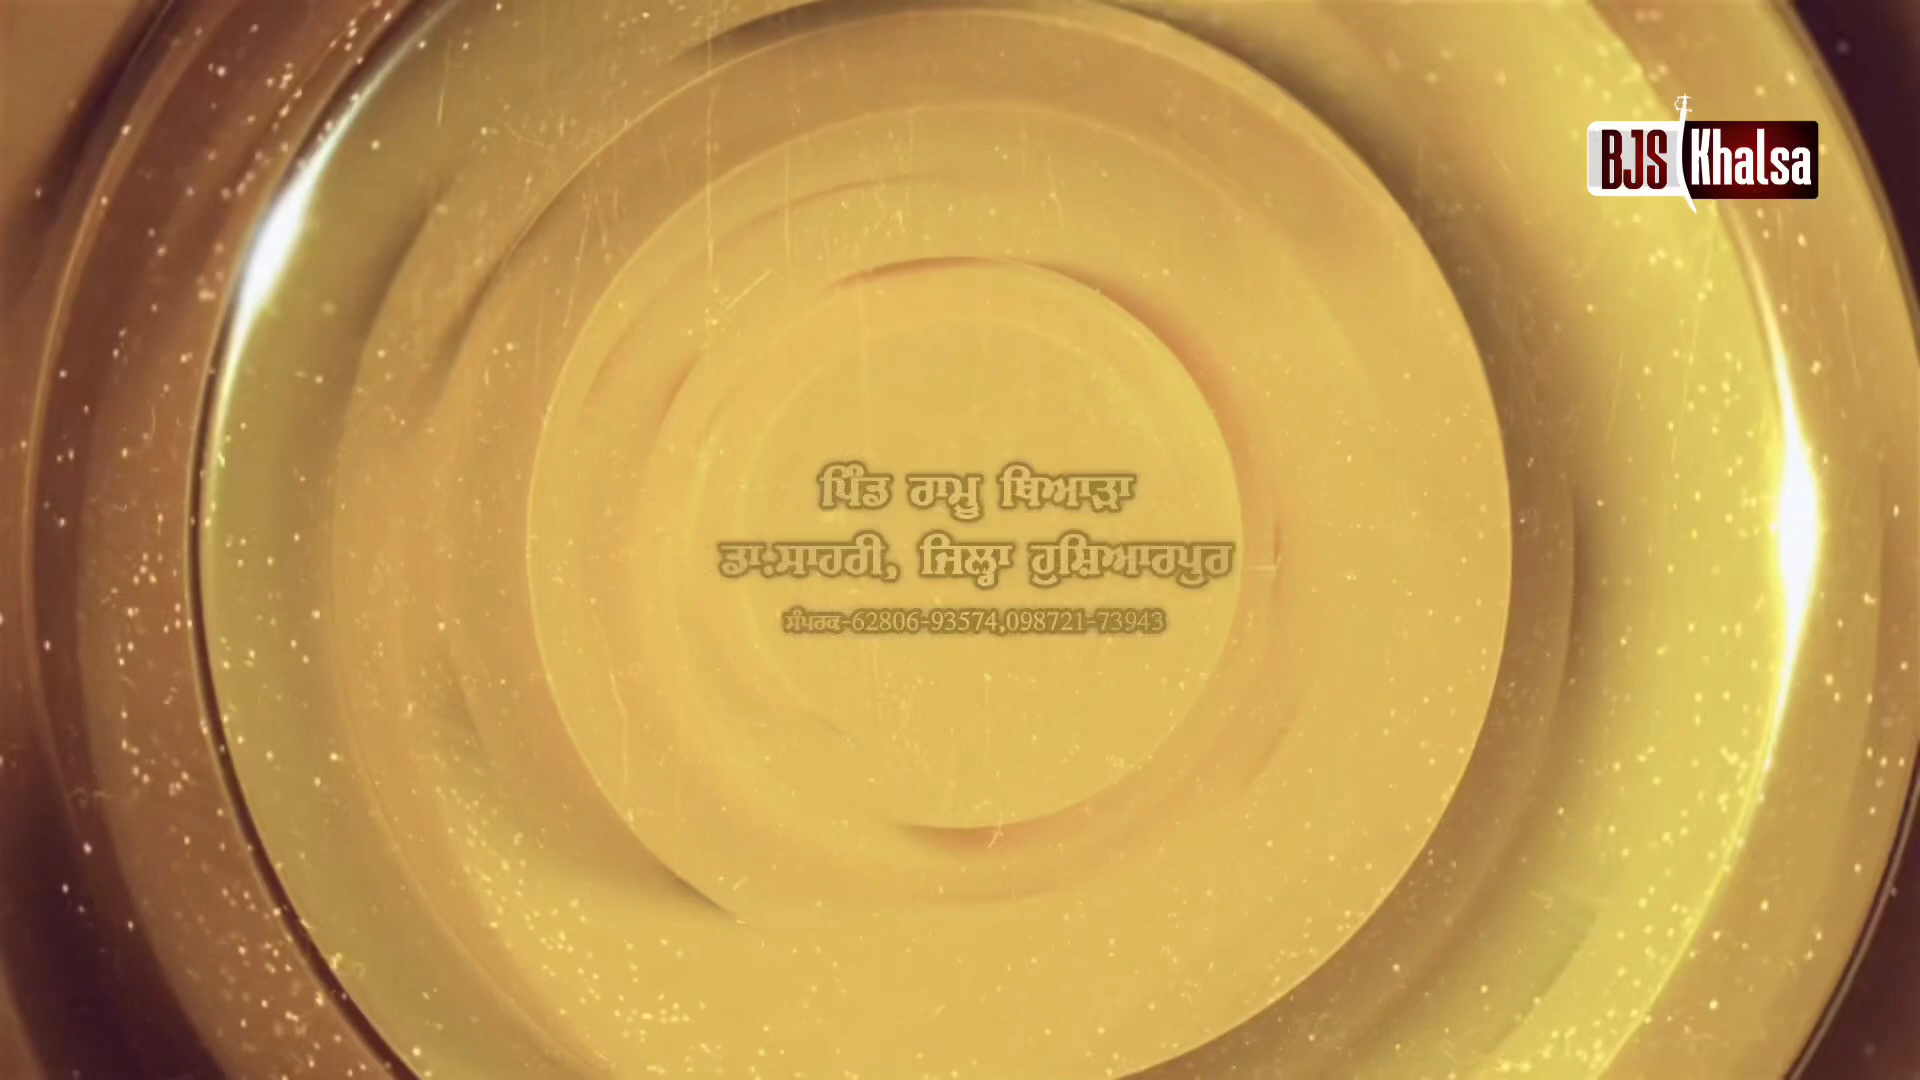 BJS Khalsa
ਪਿੰਡ ਰਾਮੂ ਥਿਆੜਾ
ਡਾ:ਸਾਹਰੀ, ਜਿਲ੍ਹਾ ਹੁਸ਼ਿਆਰਪੁਰ
ਸੰਪਰਕ-62806-93574,098721-73943